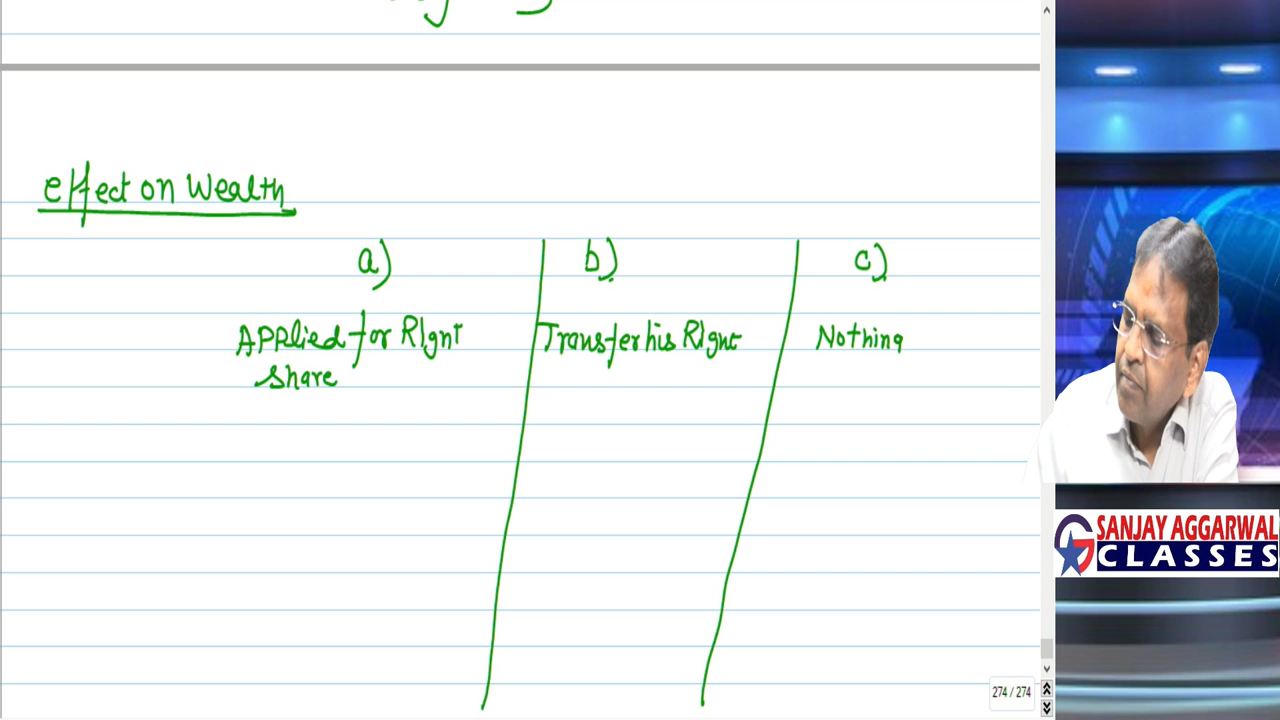 Effect on Wealth
a)
b)
c)
Applied for Right
Share
Transfer his Right
Nothing
SANJAY AGGARWAL
CLASSES
274 / 274